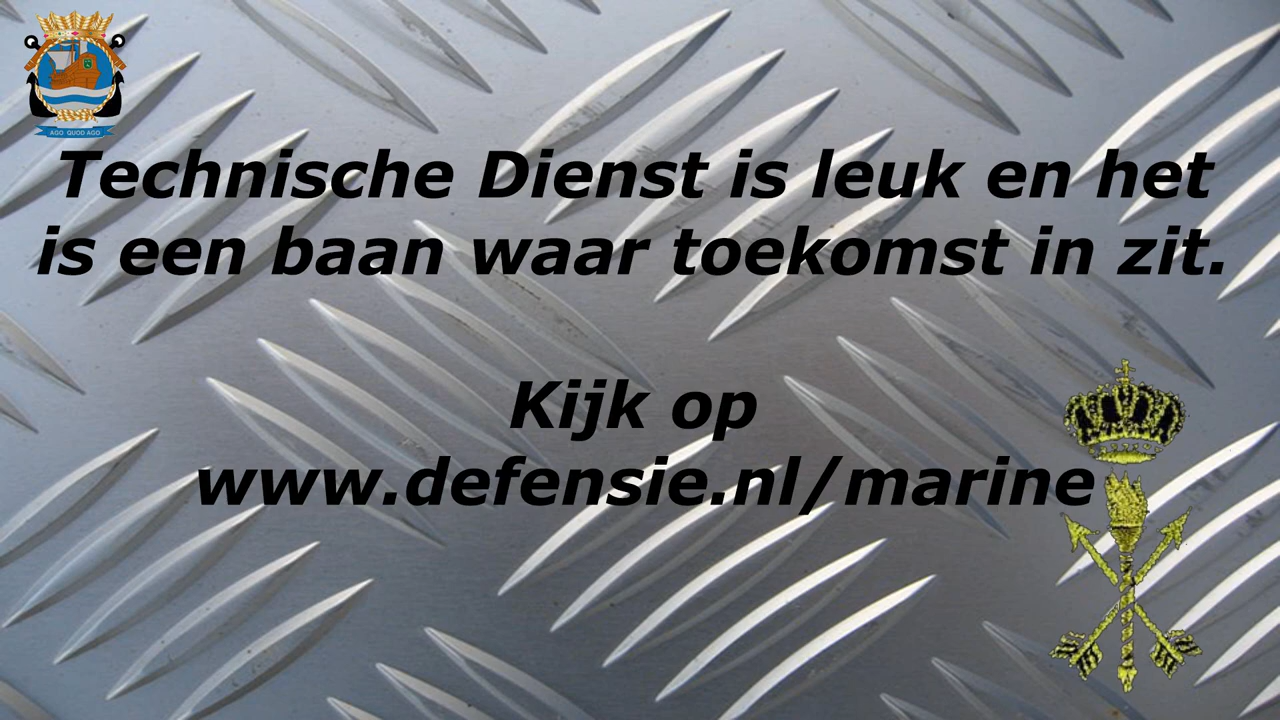 AGO QUOD AGO
Technische Dienst is leuk en het
is een baan waar toekomst in zit.
Kijk op
www.defensie.nl/marine